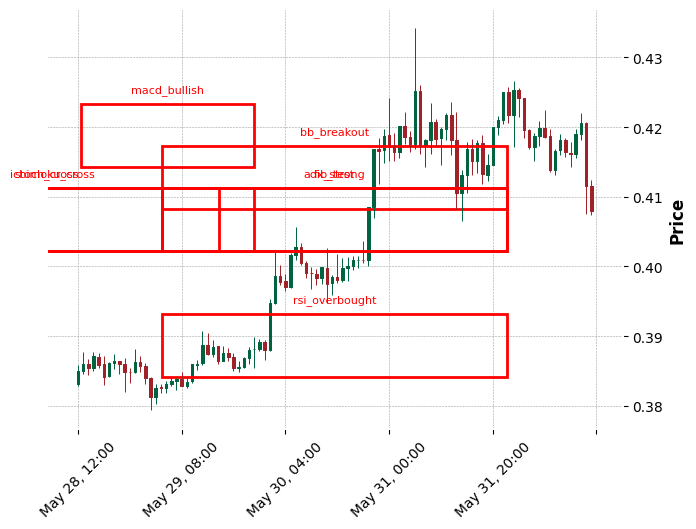 macd_bullish
bb_breakout
adx_strong
rsi_overbought
0.43
0.42
0.41
0.40
0.39
0.38
Price
May 28, 12:00
May 29, 08:00
May 30, 04:00
May 31, 00:00
May 31, 20:00